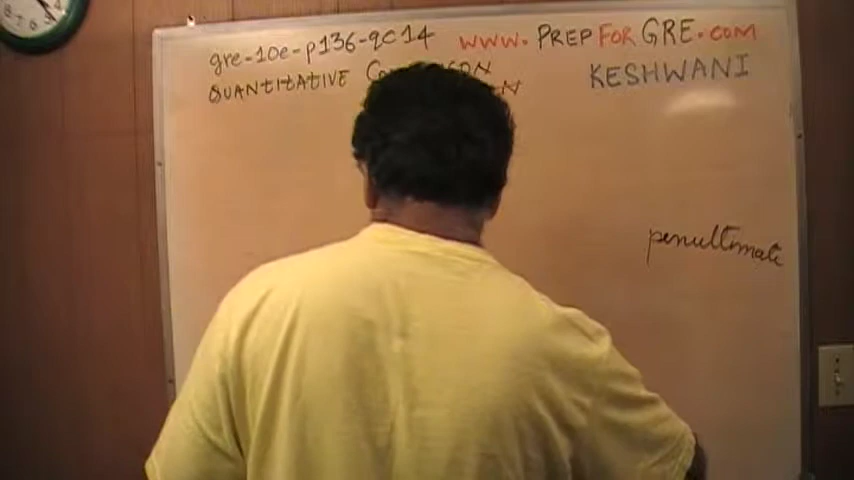 gre-10e-p136-qc14
www.PREPFORGRE.com
QUANTITATIVE
KESHWANI
penultimate